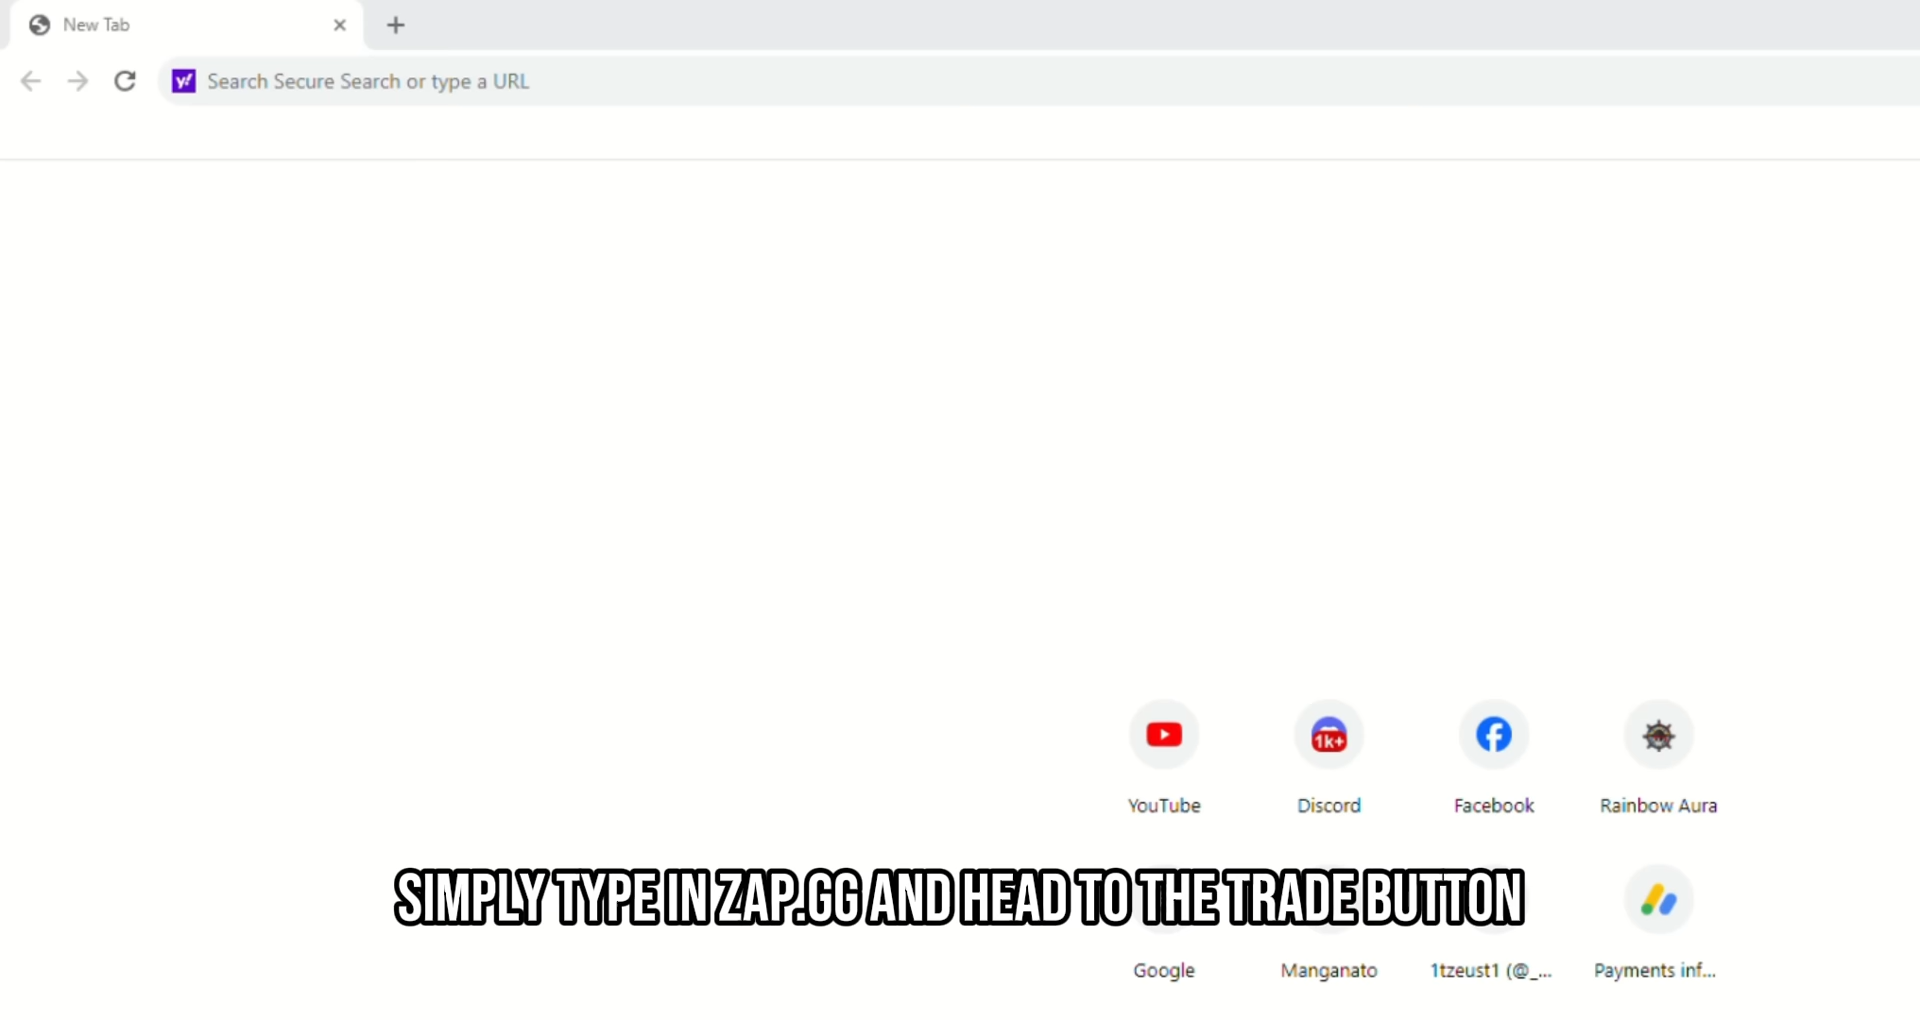 New Tab
Search Secure Search or type a URL
1k+
YouTube
Discord
Facebook
Rainbow Aura
SIMPLY TYPE IN ZAP.GG AND HEAD TO THE TRADE BUTTON
Google
Manganato
1tzeust1 (@_...
Payments inf...